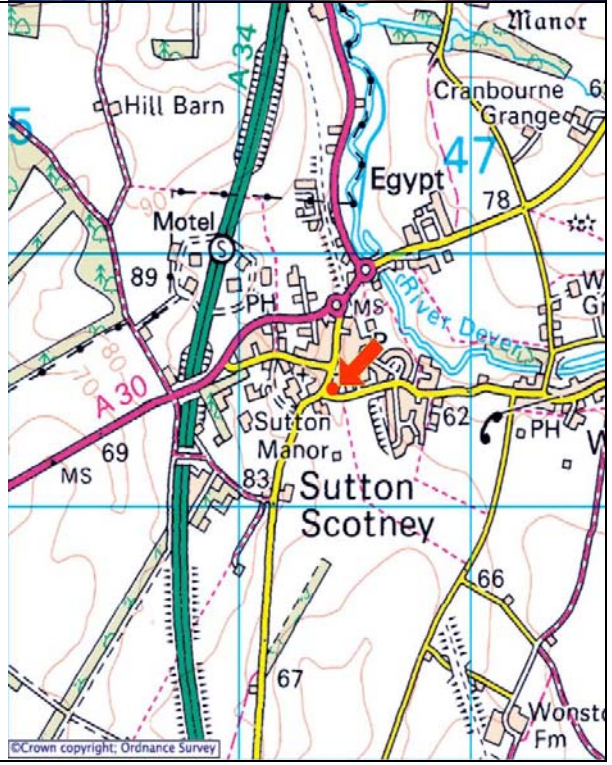 Manor
A 34
Hill Barn
Cranbourne
Grange
5
47
Egypt
90
78
Motel
S
89
PH
MS
River Dever
80
70
A 30
Sutton
Manor
62
PH
69
MS
83
Sutton
Scotney
66
67
Wonsto
Fm
©Crown copyright; Ordnance Survey